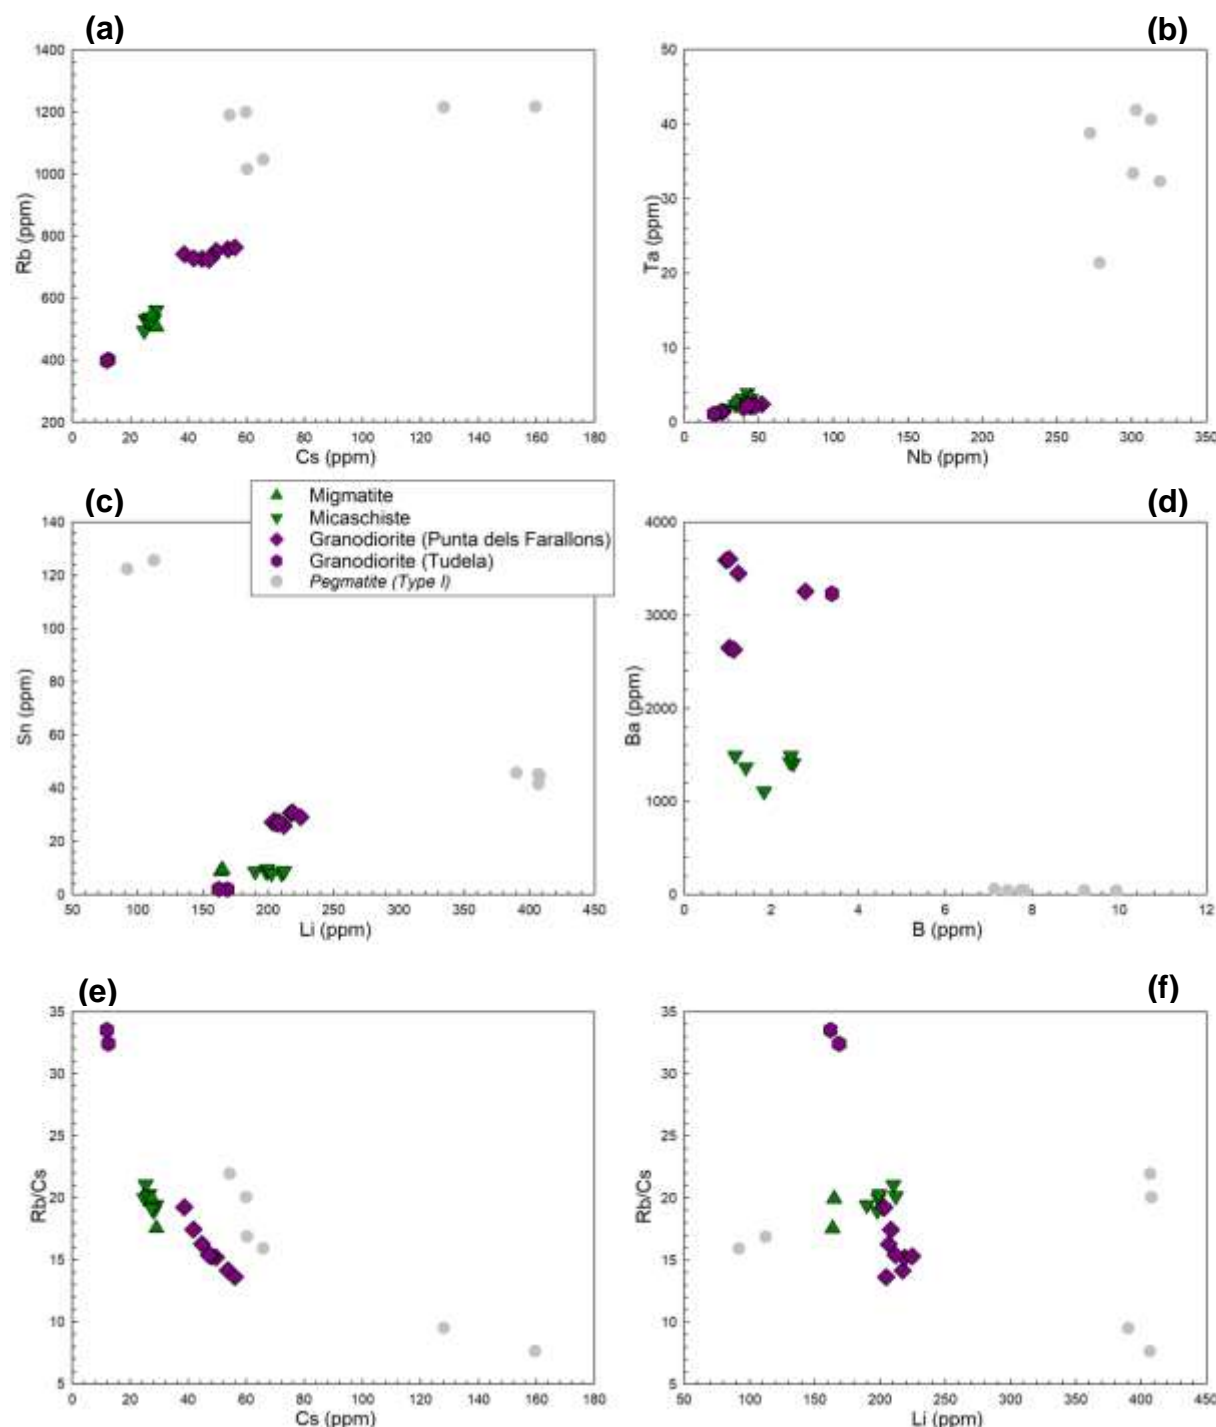 (a)
1400
1200
1000
800
600
400
200
Rb (ppm)
0 20 40 60 80 100 120 140 160 180
Cs (ppm)
(b)
50
40
30
20
10
0
Ta (ppm)
0 50 100 150 200 250 300 350
Nb (ppm)
Migmatite
Micaschiste
Granodiorite (Punta dels Farallons)
Granodiorite (Tudela)
Pegmatite (Type I)
(c)
140
120
100
80
60
40
20
0
Sn (ppm)
50 100 150 200 250 300 350 400 450
Li (ppm)
(d)
4000
3000
2000
1000
0
Ba (ppm)
0 2 4 6 8 10 12
B (ppm)
(e)
35
30
25
20
15
10
5
Rb/Cs
0 20 40 60 80 100 120 140 160 180
Cs (ppm)
(f)
35
30
25
20
15
10
5
Rb/Cs
50 100 150 200 250 300 350 400 450
Li (ppm)